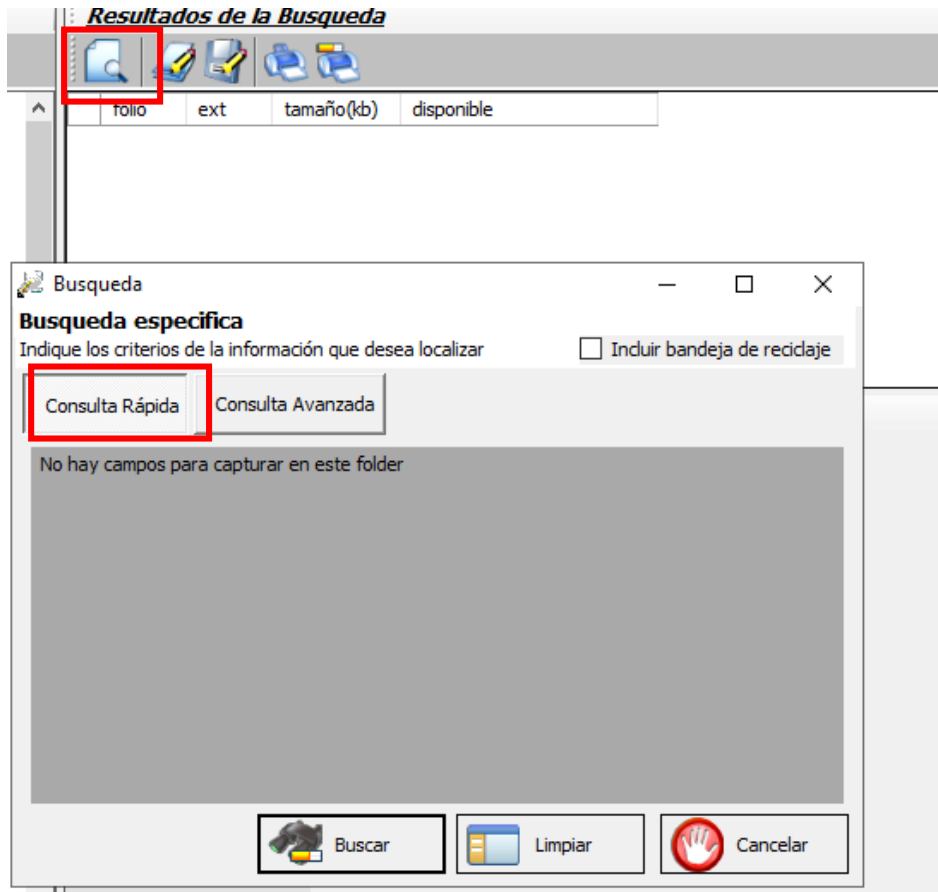 Resultados de la Busqueda
folio ext tamaño(kb) disponible
Busqueda
Busqueda especifica
Indique los criterios de la información que desea localizar Incluir bandeja de reciclaje
Consulta Rápida Consulta Avanzada
No hay campos para capturar en este folder
Buscar Limpiar Cancelar